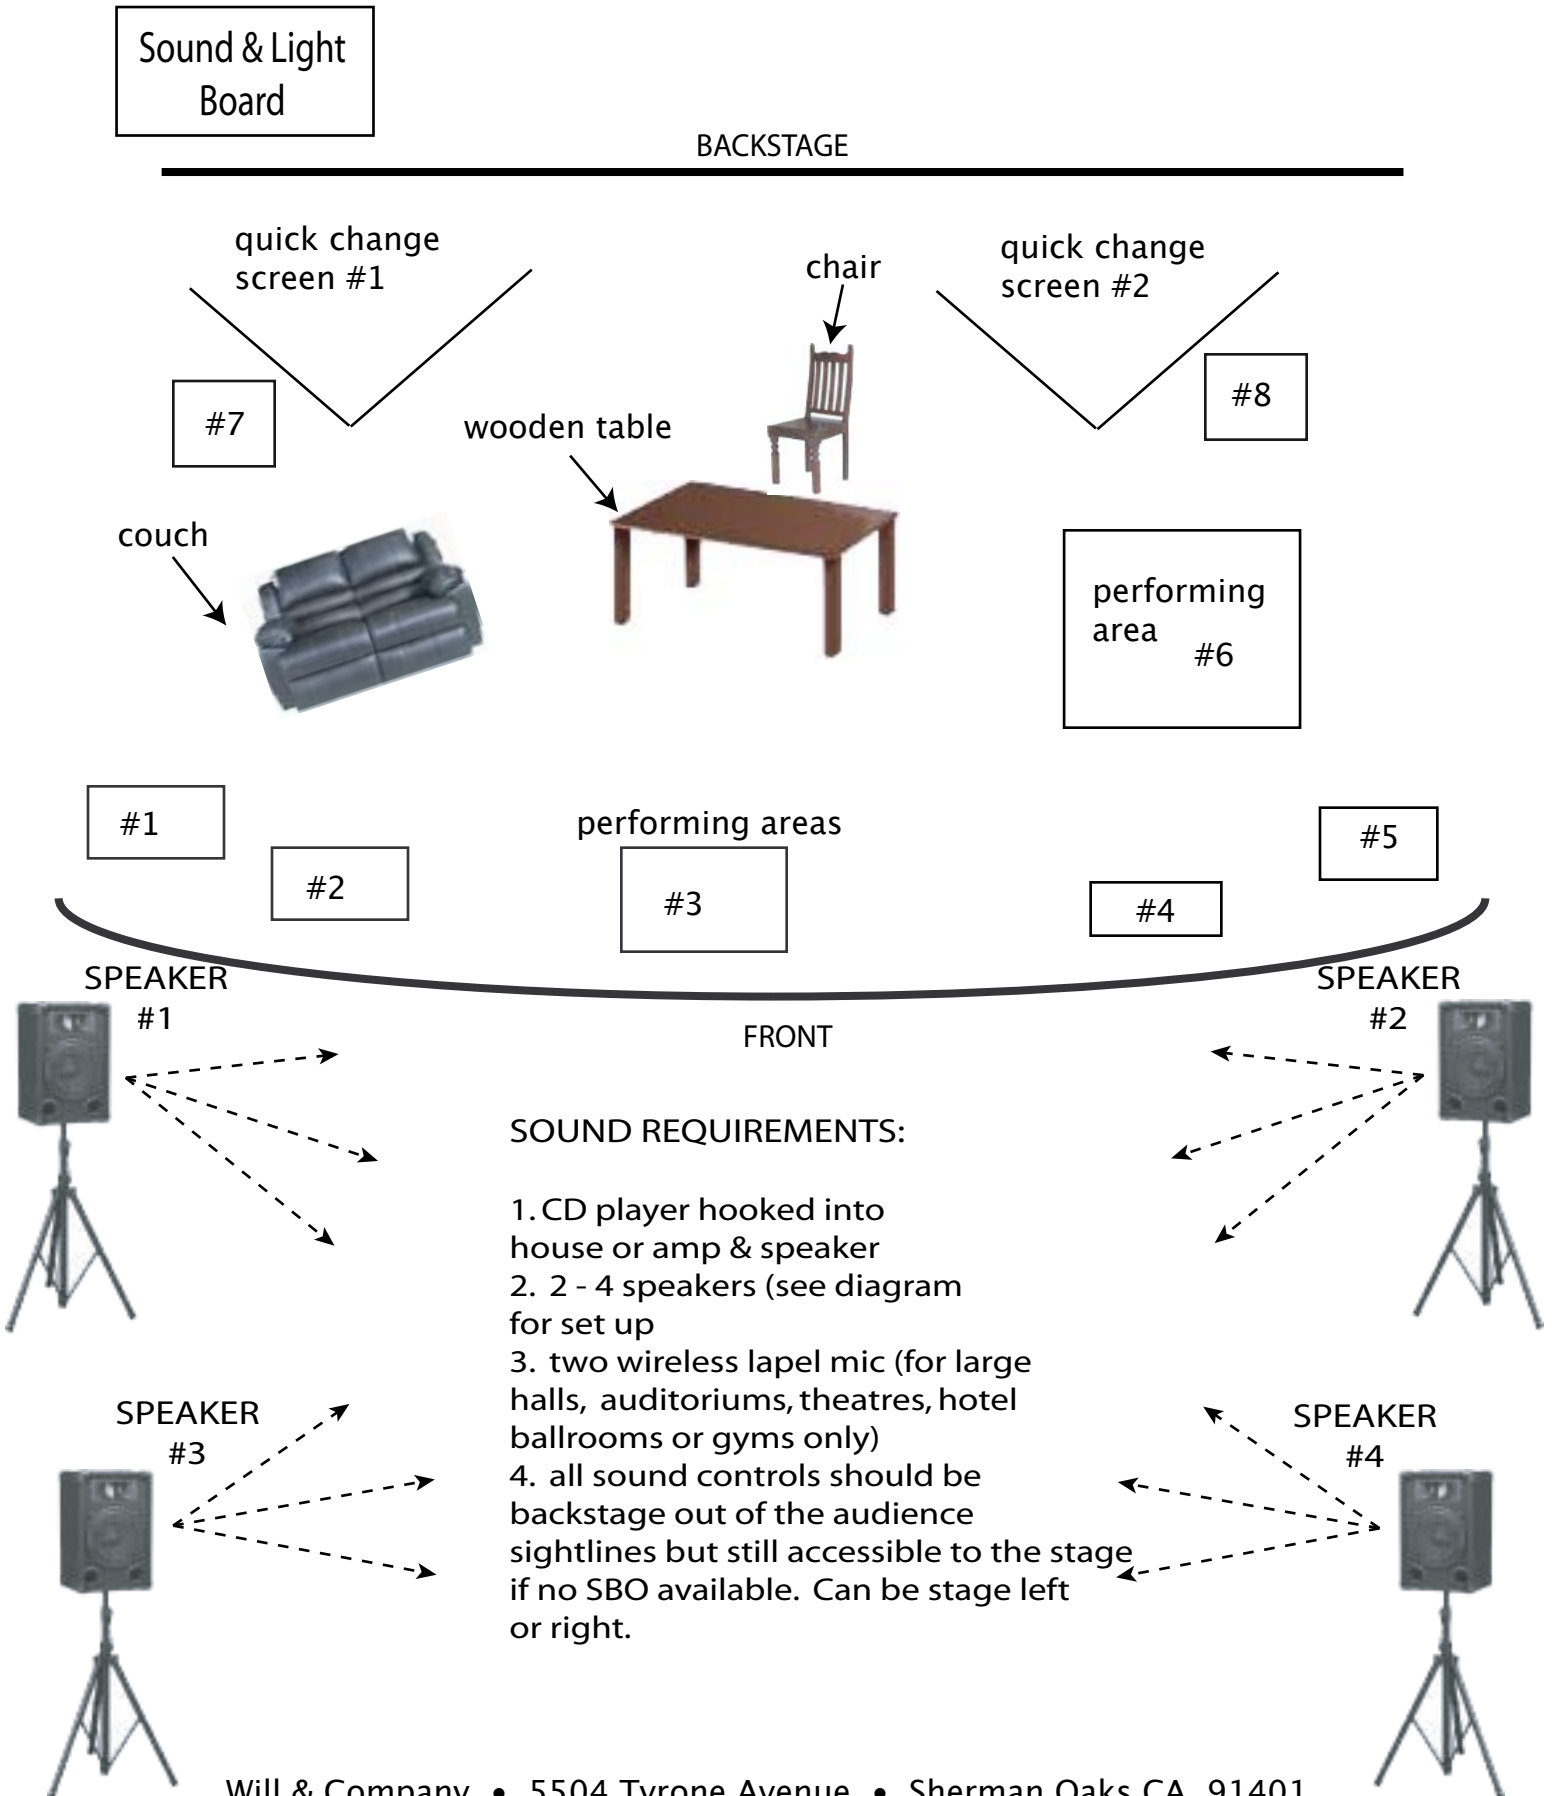 Sound & Light
Board
BACKSTAGE
quick change
screen #1
chair
quick change
screen #2
#7
wooden table
#8
couch
performing
area
#6
#1
performing areas
#5
#2
#3
#4
SPEAKER
#1
SPEAKER
#2
FRONT
SOUND REQUIREMENTS:
1. CD player hooked into
house or amp & speaker
2. 2 - 4 speakers (see diagram
for set up
3. two wireless lapel mic (for large
halls, auditoriums, theatres, hotel
ballrooms or gyms only)
4. all sound controls should be
backstage out of the audience
sightlines but still accessible to the stage
if no SBO available. Can be stage left
or right.
SPEAKER
#3
SPEAKER
#4
Will & Company • 5504 Tyrone Avenue • Sherman Oaks CA 91401